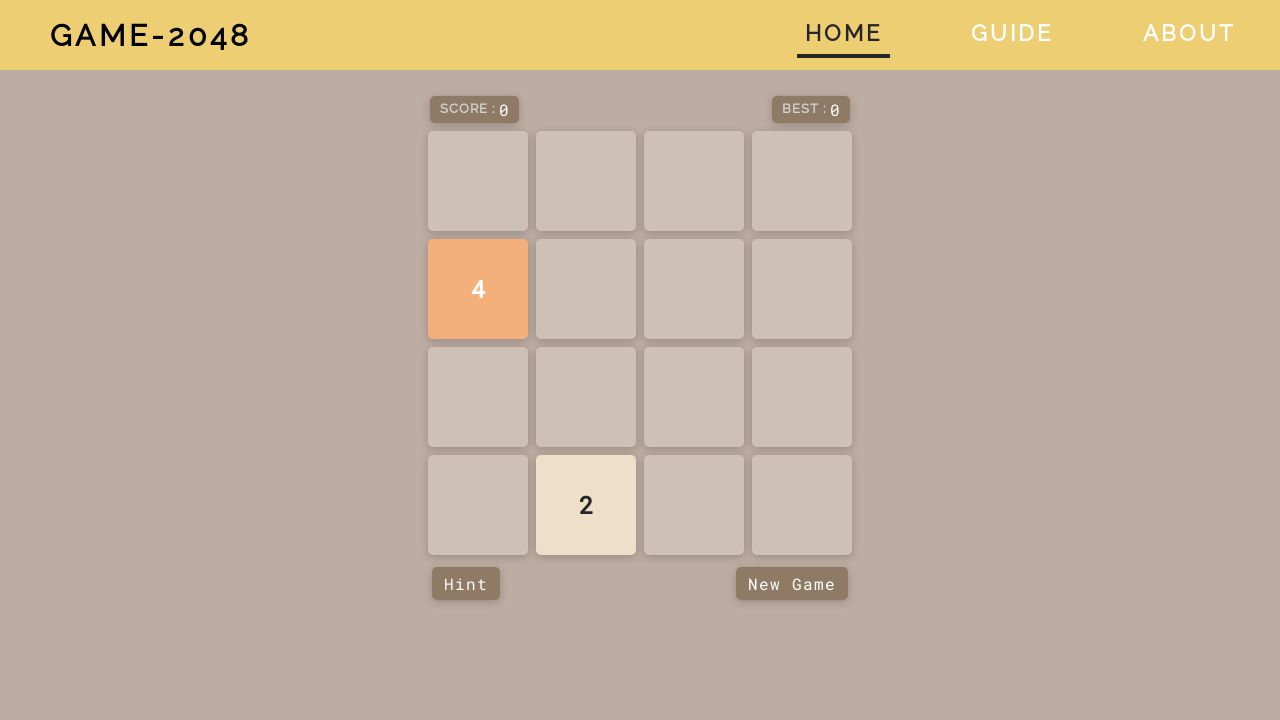 GAME-2048
HOME GUIDE ABOUT
SCORE : 0
BEST : 0
4
2
Hint
New Game